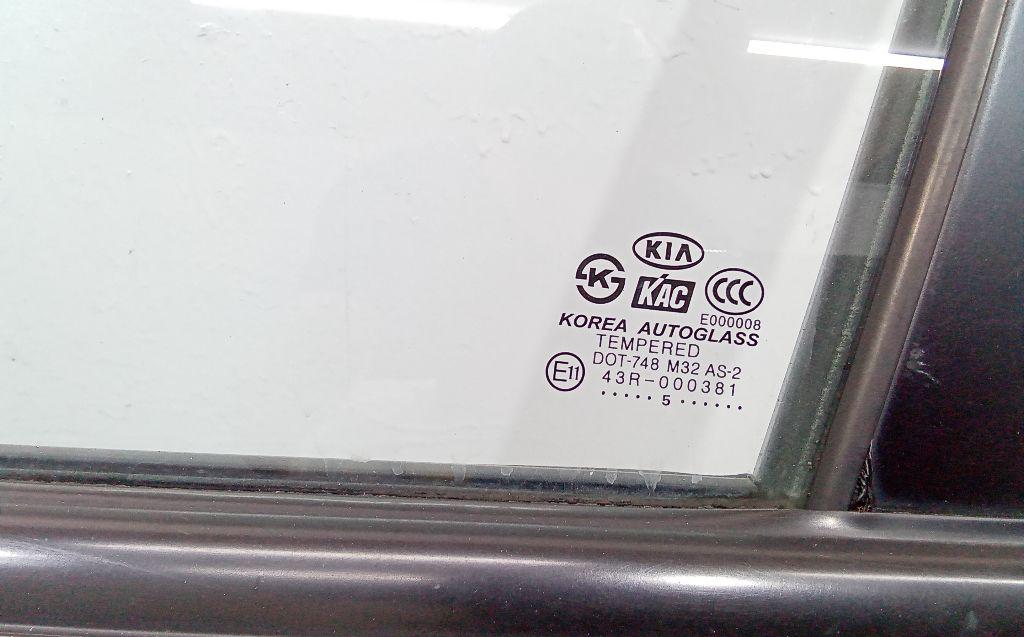 KIA
K
KAC
CCC
E000008
KOREA AUTOGLASS
TEMPERED
DOT-748 M32 AS-2
E11
43R-000381
.....5......